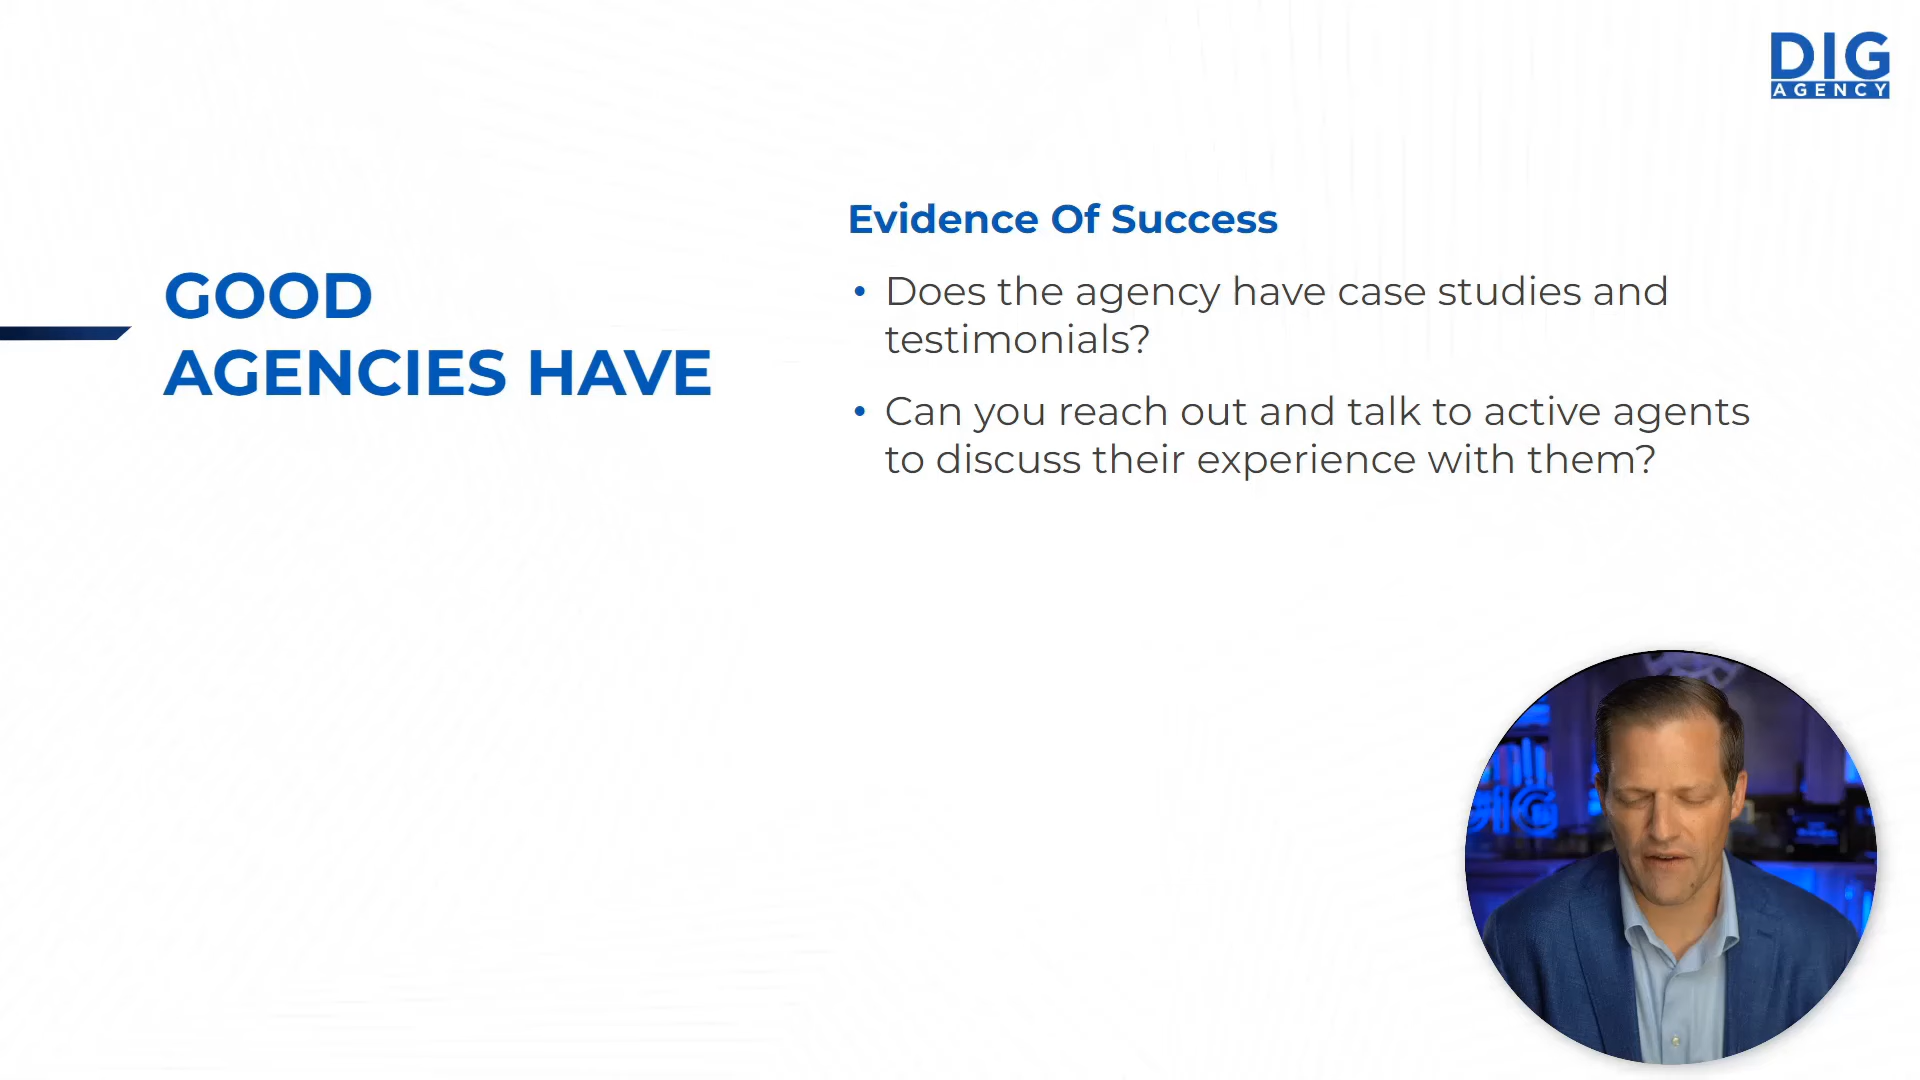 DIG
AGENCY
GOOD
AGENCIES HAVE
Evidence Of Success
• Does the agency have case studies and
testimonials?
• Can you reach out and talk to active agents
to discuss their experience with them?
DIG